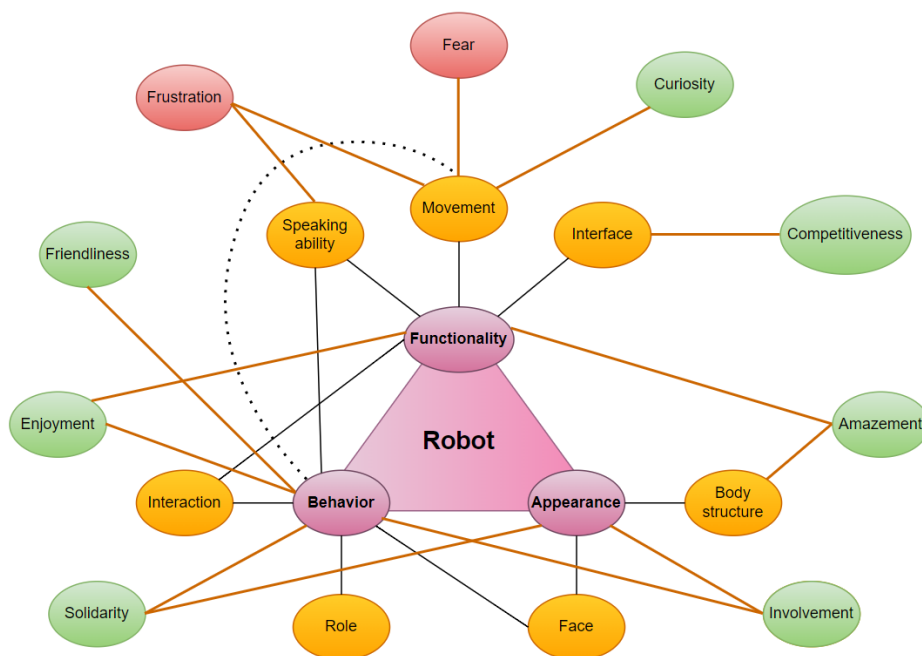 Fear
Curiosity
Frustration
Movement
Speaking
ability
Interface
Competitiveness
Friendliness
Functionality
Enjoyment
Robot
Amazement
Interaction
Behavior
Appearance
Body
structure
Solidarity
Role
Face
Involvement